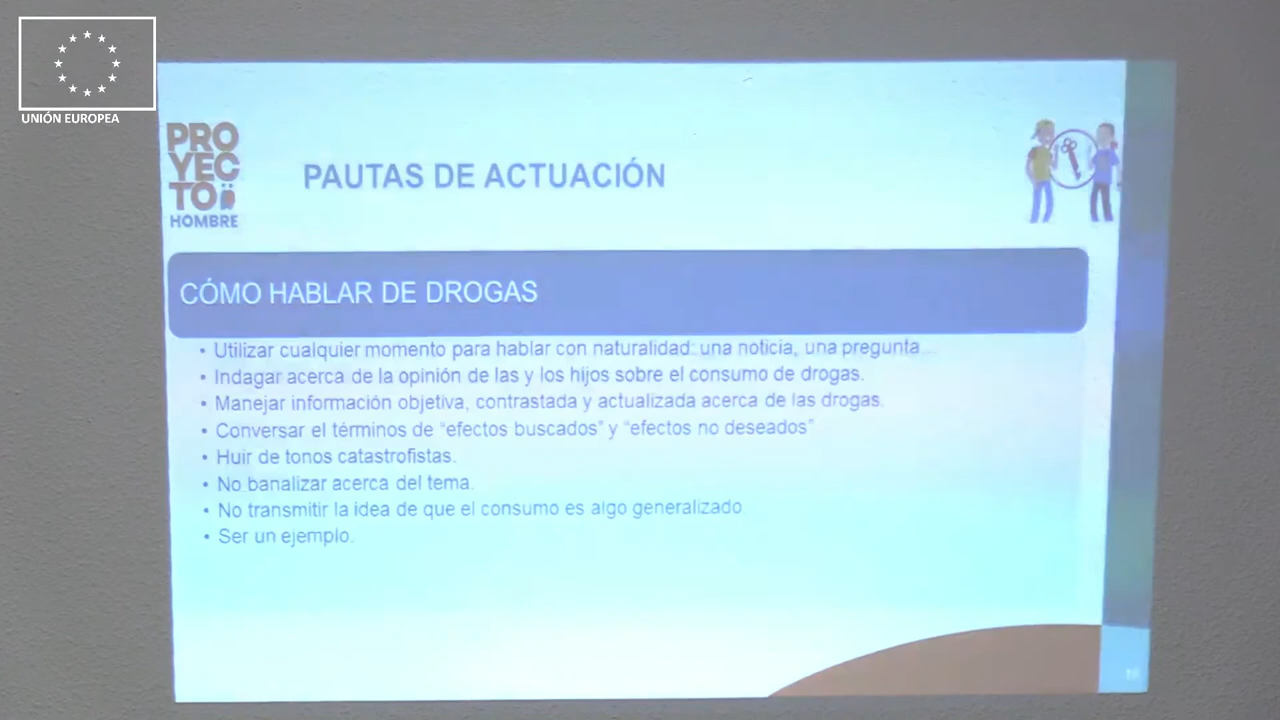 UNIÓN EUROPEA
PRO
YEC
TO
HOMBRE
PAUTAS DE ACTUACIÓN
CÓMO HABLAR DE DROGAS
• Utilizar cualquier momento para hablar con naturalidad: una noticia, una pregunta...
• Indagar acerca de la opinión de las y los hijos sobre el consumo de drogas.
• Manejar información objetiva, contrastada y actualizada acerca de las drogas.
• Conversar el términos de “efectos buscados” y “efectos no deseados”
• Huir de tonos catastrofistas.
• No banalizar acerca del tema.
• No transmitir la idea de que el consumo es algo generalizado
• Ser un ejemplo.